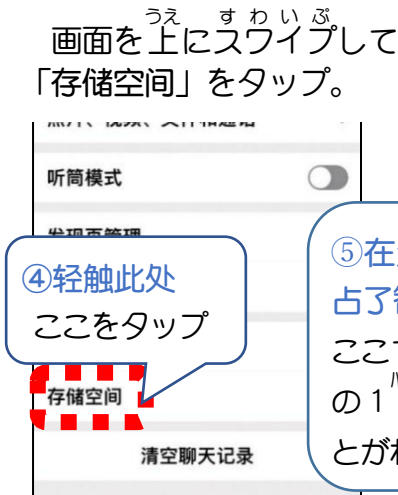 画面を上にスワイプして
うえ すわいぷ
「存储空间」をタップ。
听筒模式
④轻触此处
ここをタップ
存储空间
清空聊天记录
⑤在
占了
ここ
の1
とが